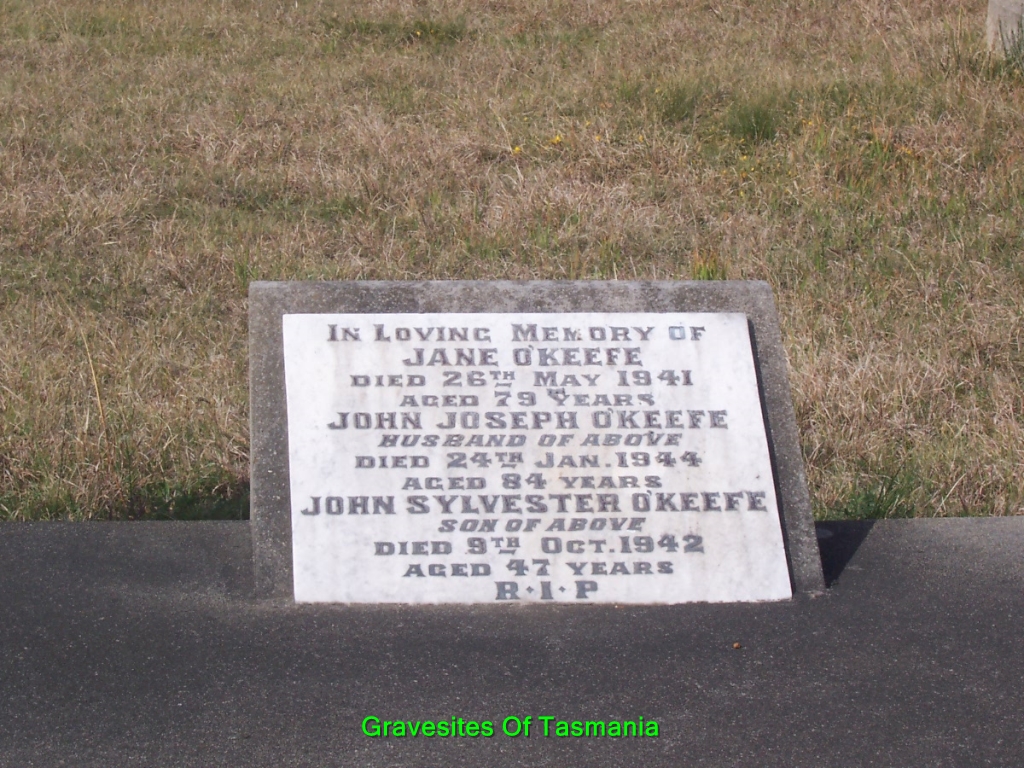 IN LOVING MEMORY OF
JANE O'KEEFE
DIED 26TH MAY 1941
AGED 79 YEARS
JOHN JOSEPH O'KEEFE
HUSBAND OF ABOVE
DIED 24TH JAN. 1944
AGED 84 YEARS
JOHN SYLVESTER O'KEEFE
SON OF ABOVE
DIED 9TH OCT. 1942
AGED 47 YEARS
R·I·P
Gravesites Of Tasmania